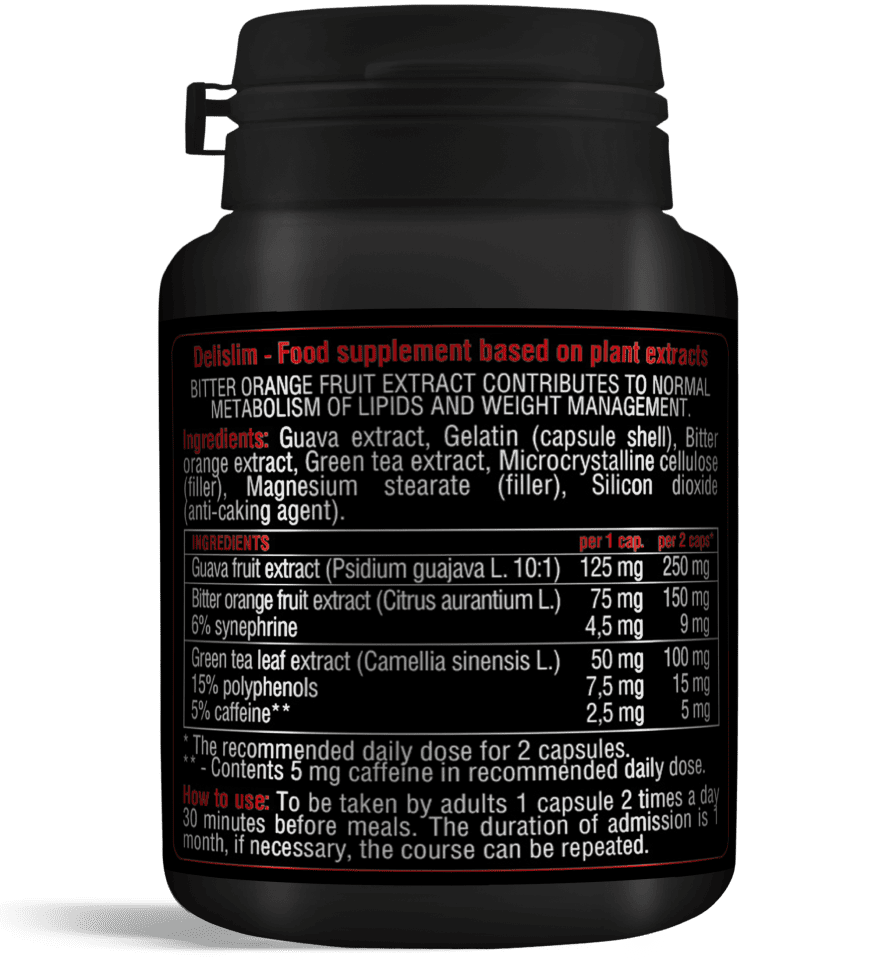 Delislim - Food supplement based on plant extracts
BITTER ORANGE FRUIT EXTRACT CONTRIBUTES TO NORMAL
METABOLISM OF LIPIDS AND WEIGHT MANAGEMENT.
Ingredients: Guava extract, Gelatin (capsule shell), Bitter
orange extract, Green tea extract, Microcrystalline cellulose
(filler), Magnesium stearate (filler), Silicon dioxide
(anti-caking agent).
INGREDIENTS per 1 cap. per 2 caps*
Guava fruit extract (Psidium guajava L. 10:1) 125 mg 250 mg
Bitter orange fruit extract (Citrus aurantium L.) 75 mg 150 mg
6% synephrine 4,5 mg 9 mg
Green tea leaf extract (Camellia sinensis L.) 50 mg 100 mg
15% polyphenols 7,5 mg 15 mg
5% caffeine** 2,5 mg 5 mg
* The recommended daily dose for 2 capsules.
** - Contents 5 mg caffeine in recommended daily dose.
How to use: To be taken by adults 1 capsule 2 times a day
30 minutes before meals. The duration of admission is 1
month, if necessary, the course can be repeated.